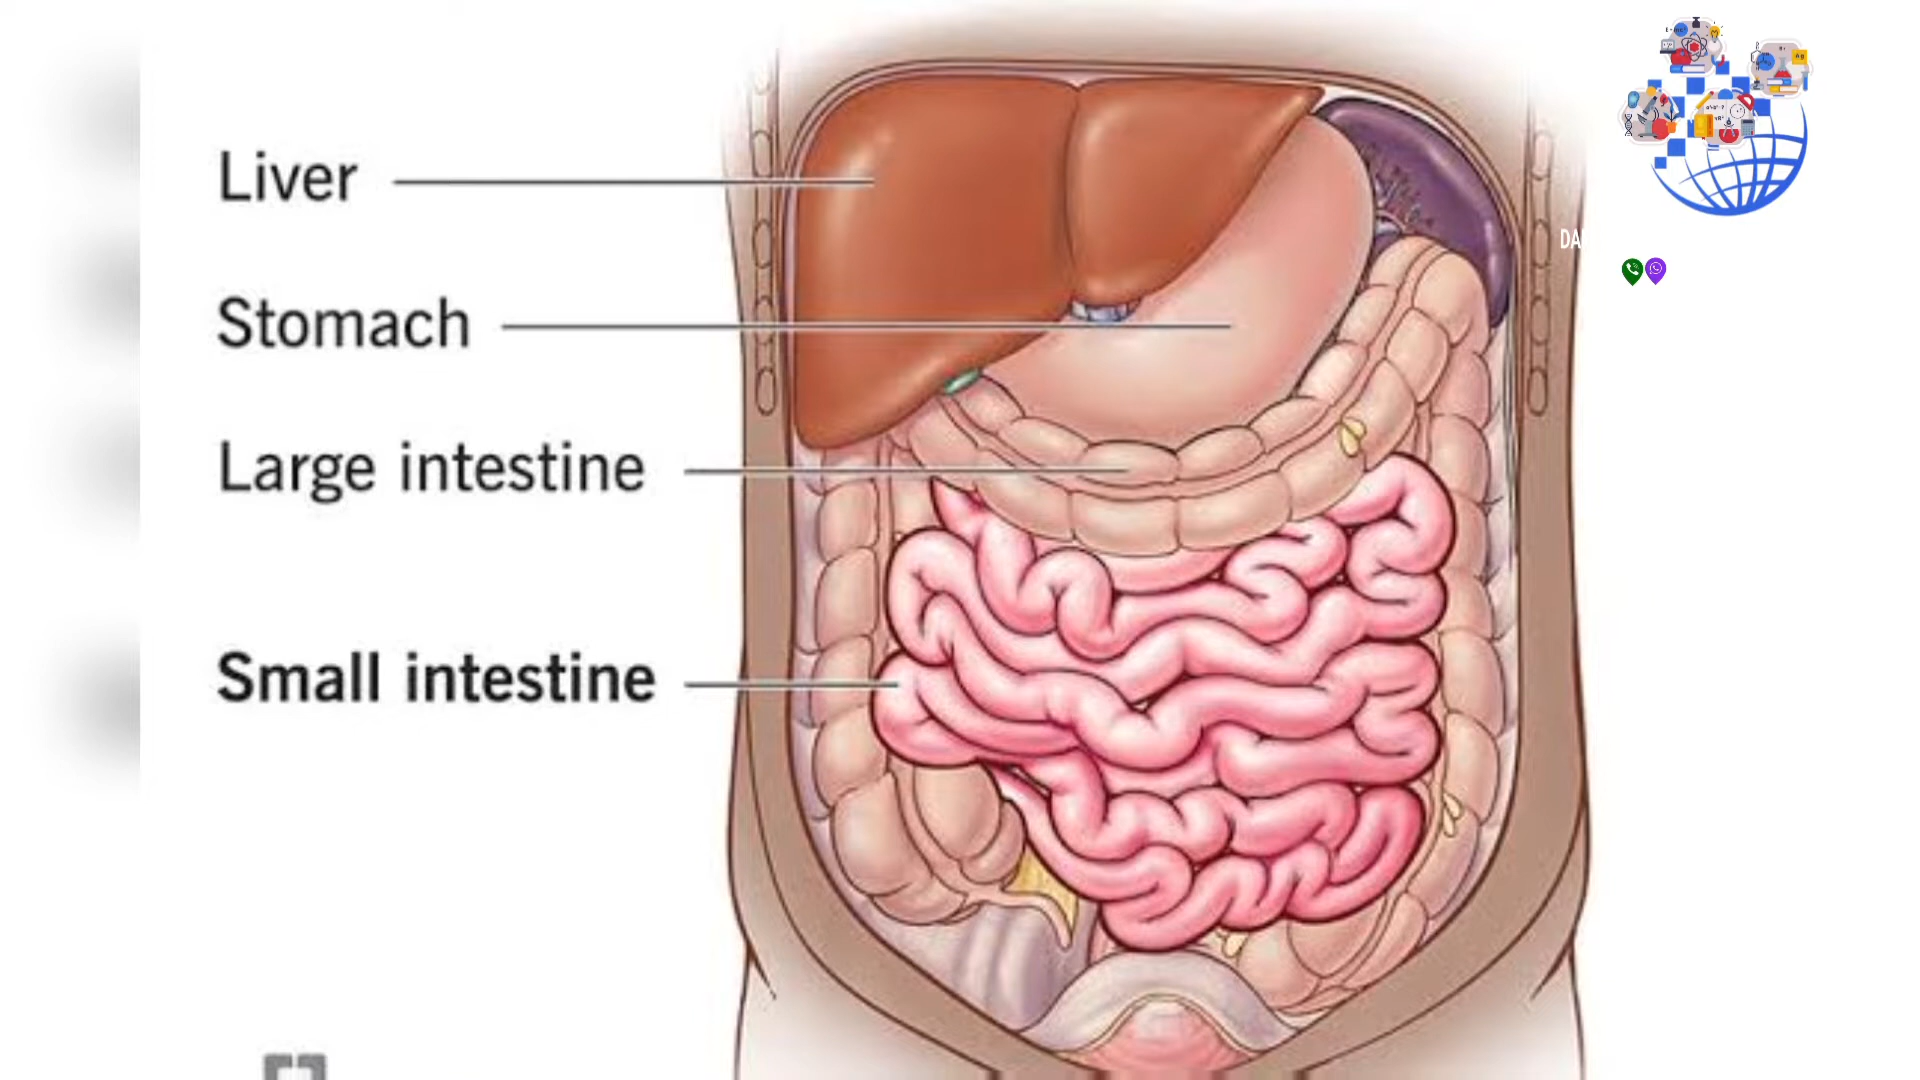 Liver
Stomach
Large intestine
Small intestine